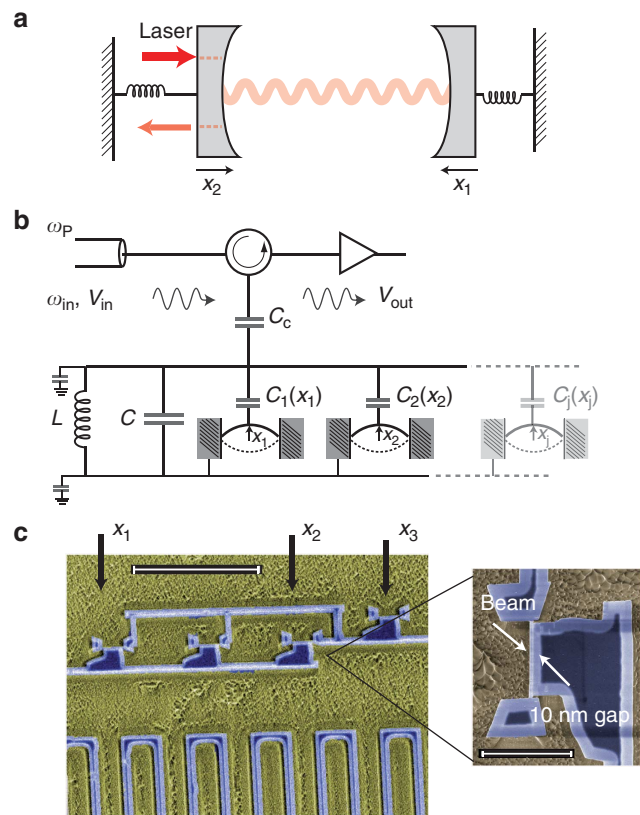 a
Laser
x2
x1
b
ωP
ωin, Vin
Vout
Cc
L
C
C1(x1)
C2(x2)
Cj(xj)
x1
x2
xj
c
x1
x2
x3
Beam
10 nm gap